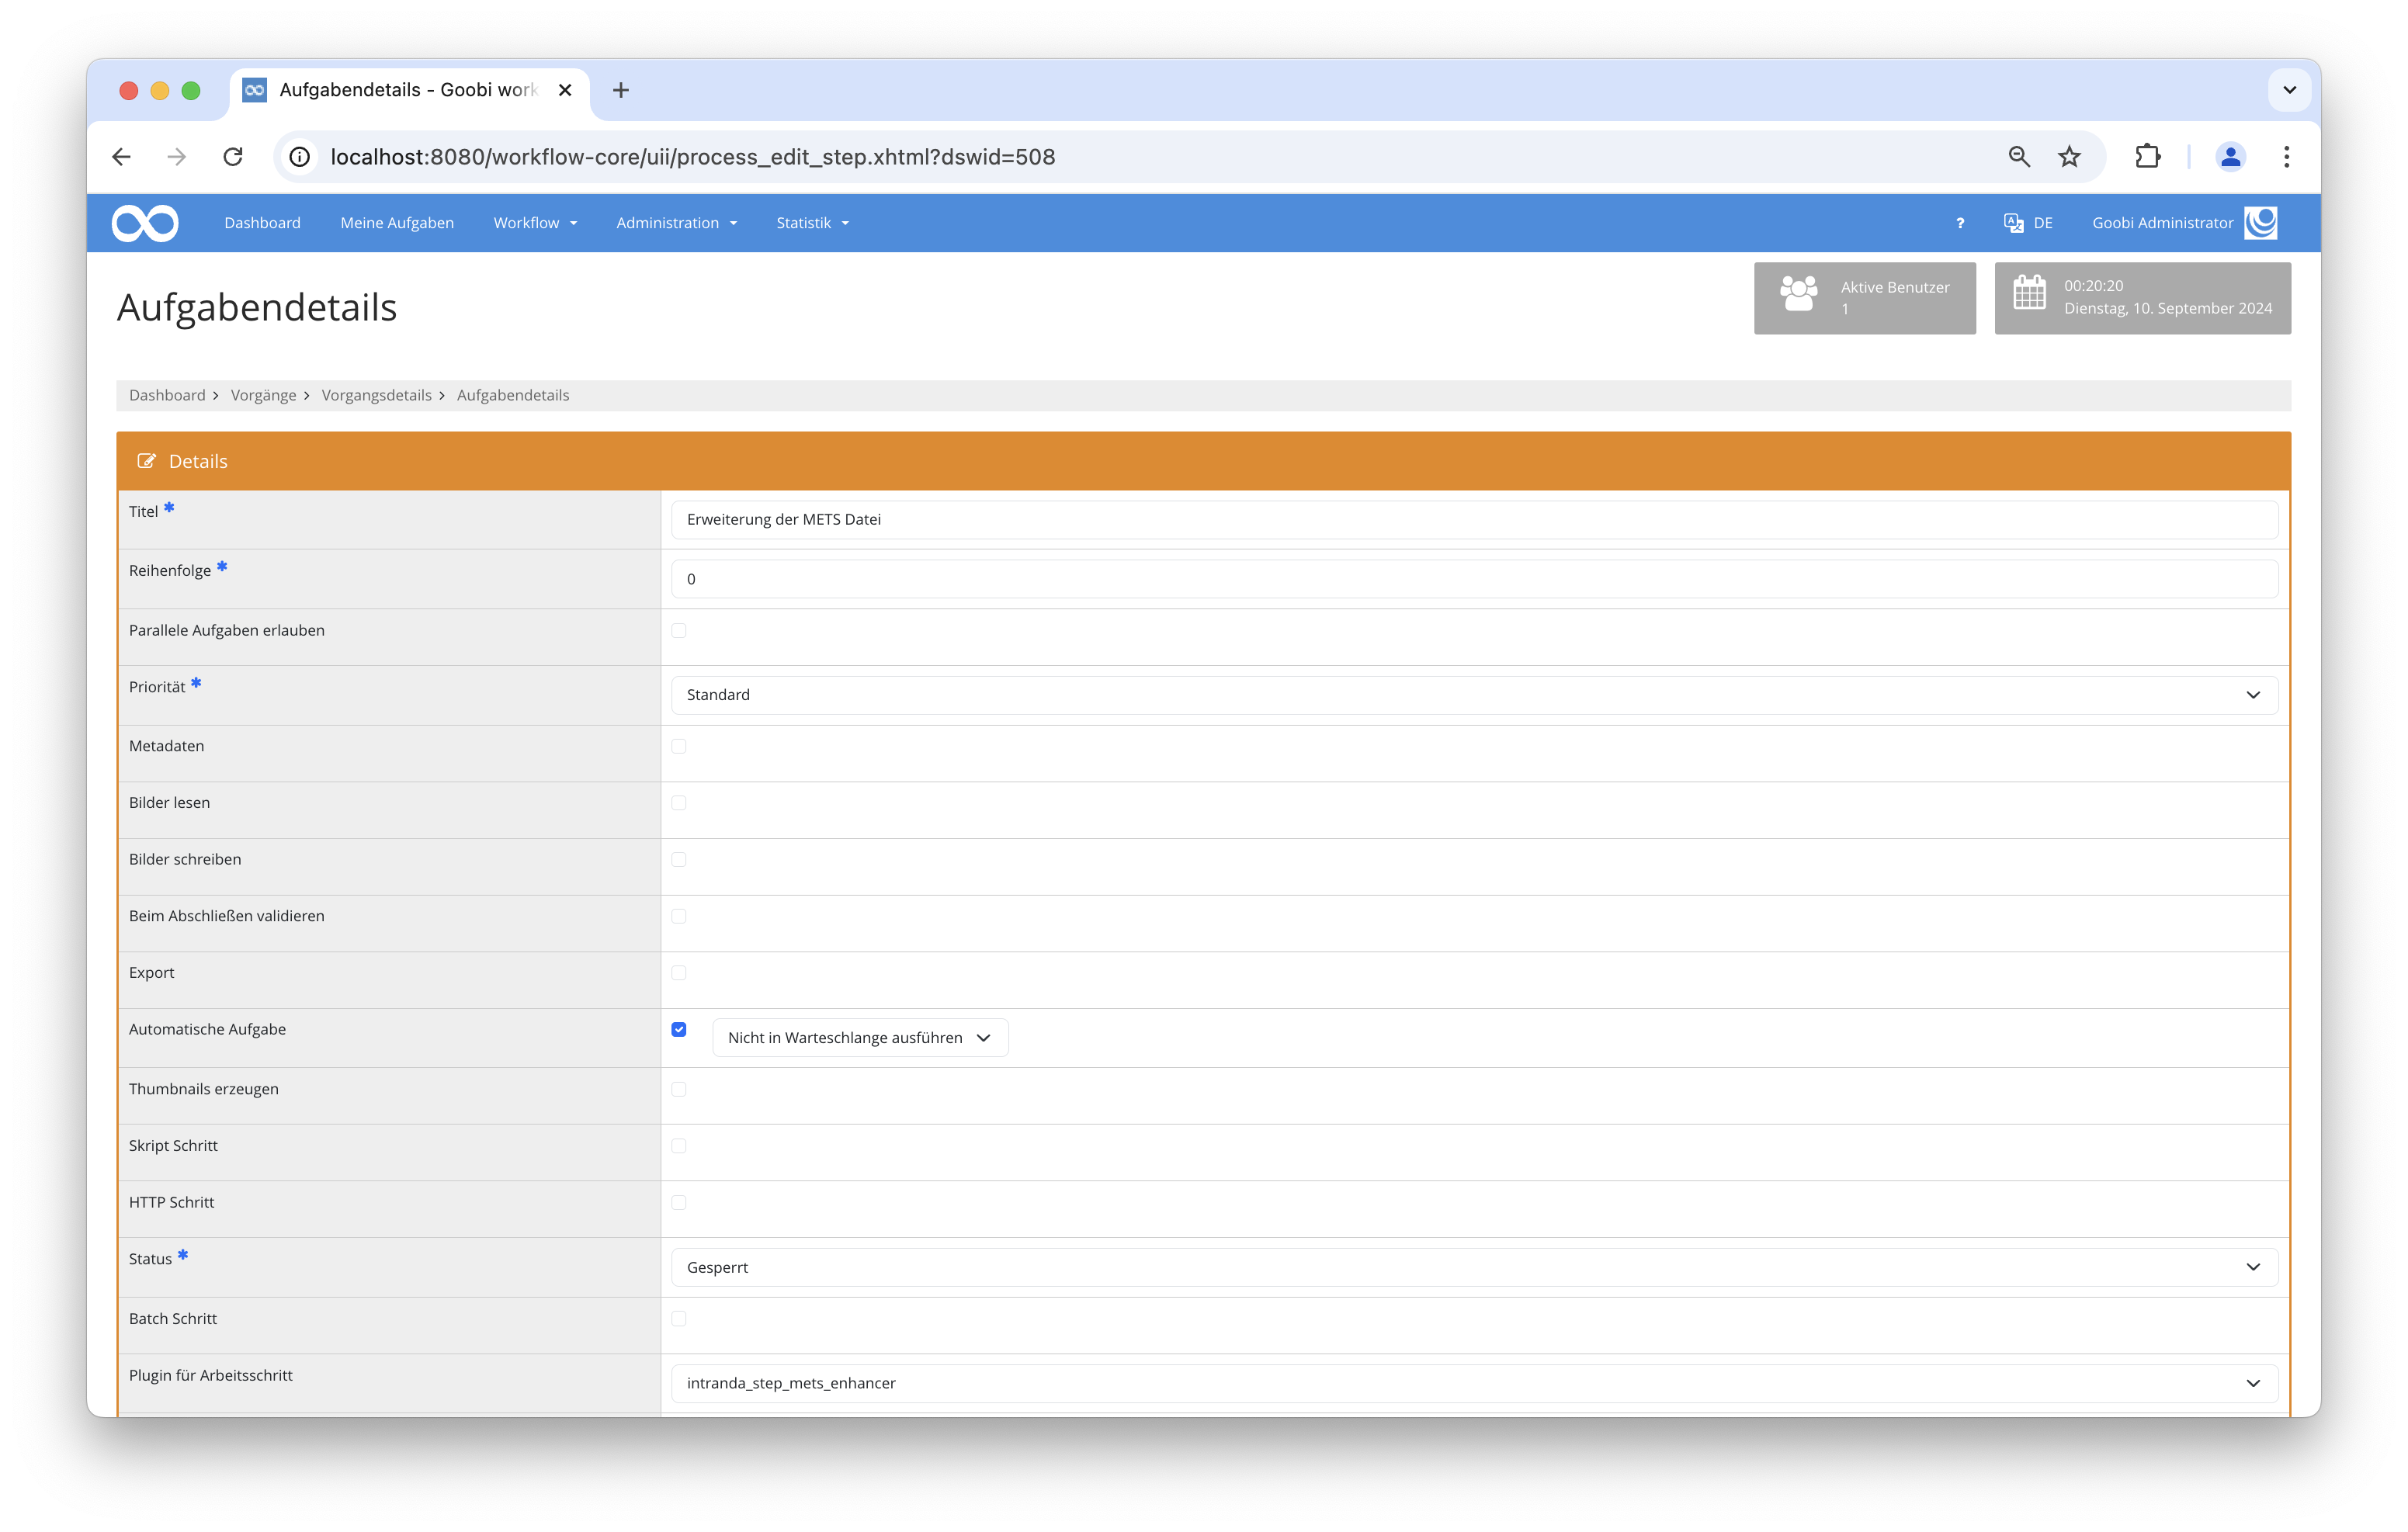 Aufgabendetails - Goobi work
localhost:8080/workflow-core/uii/process_edit_step.xhtml?dswid=508
Dashboard Meine Aufgaben Workflow Administration Statistik ? DE Goobi Administrator
Aufgabendetails
Aktive Benutzer
1
00:20:20
Dienstag, 10. September 2024
Dashboard > Vorgänge > Vorgangsdetails > Aufgabendetails
Details
Titel * Erweiterung der METS Datei
Reihenfolge * 0
Parallele Aufgaben erlauben
Priorität * Standard
Metadaten
Bilder lesen
Bilder schreiben
Beim Abschließen validieren
Export
Automatische Aufgabe Nicht in Warteschlange ausführen
Thumbnails erzeugen
Skript Schritt
HTTP Schritt
Status * Gesperrt
Batch Schritt
Plugin für Arbeitsschritt intranda_step_mets_enhancer